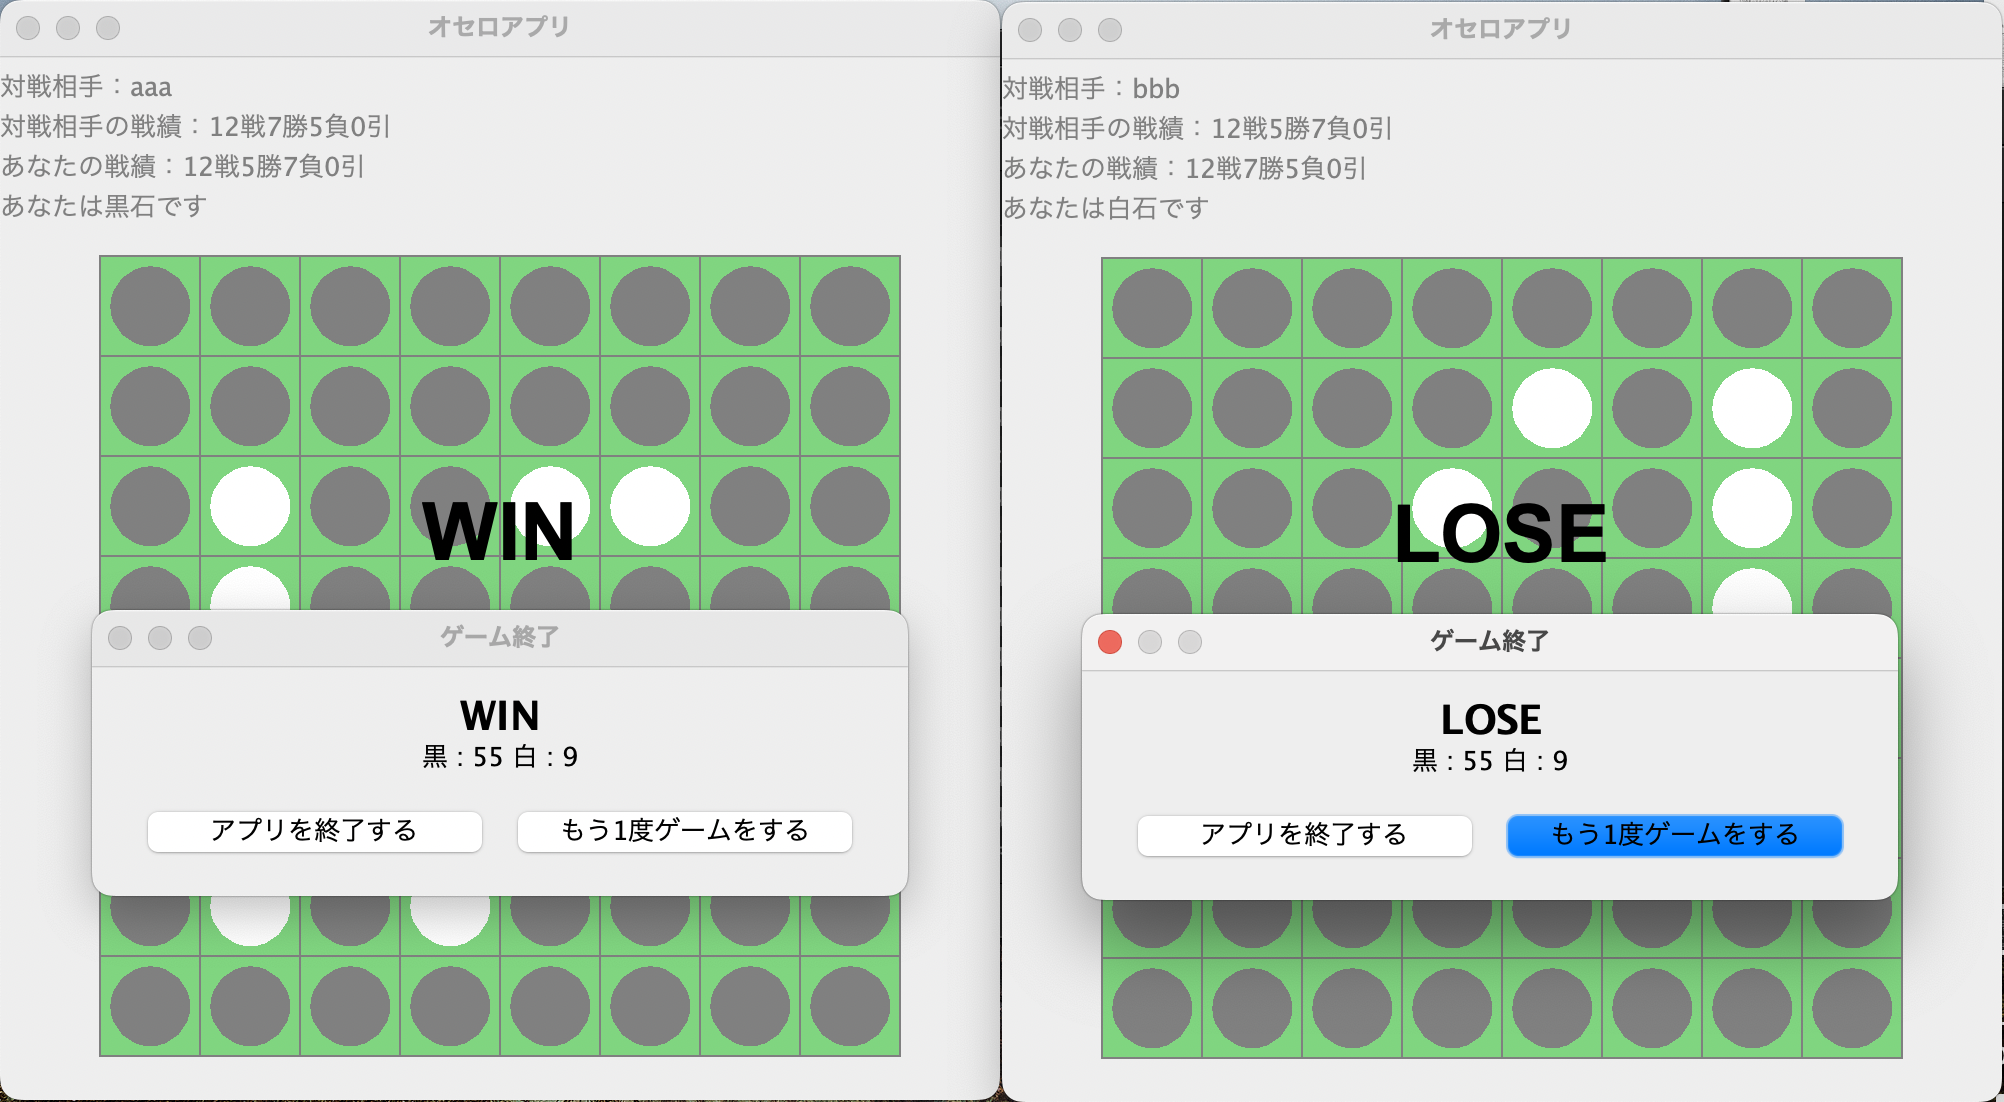 オセロアプリ
対戦相手：aaa
対戦相手の戦績：12戦7勝5負0引
あなたの戦績：12戦5勝7負0引
あなたは黒石です
WIN
ゲーム終了
WIN
黒：55 白：9
アプリを終了する
もう1度ゲームをする
オセロアプリ
対戦相手：bbb
対戦相手の戦績：12戦5勝7負0引
あなたの戦績：12戦7勝5負0引
あなたは白石です
LOSE
ゲーム終了
LOSE
黒：55 白：9
アプリを終了する
もう1度ゲームをする